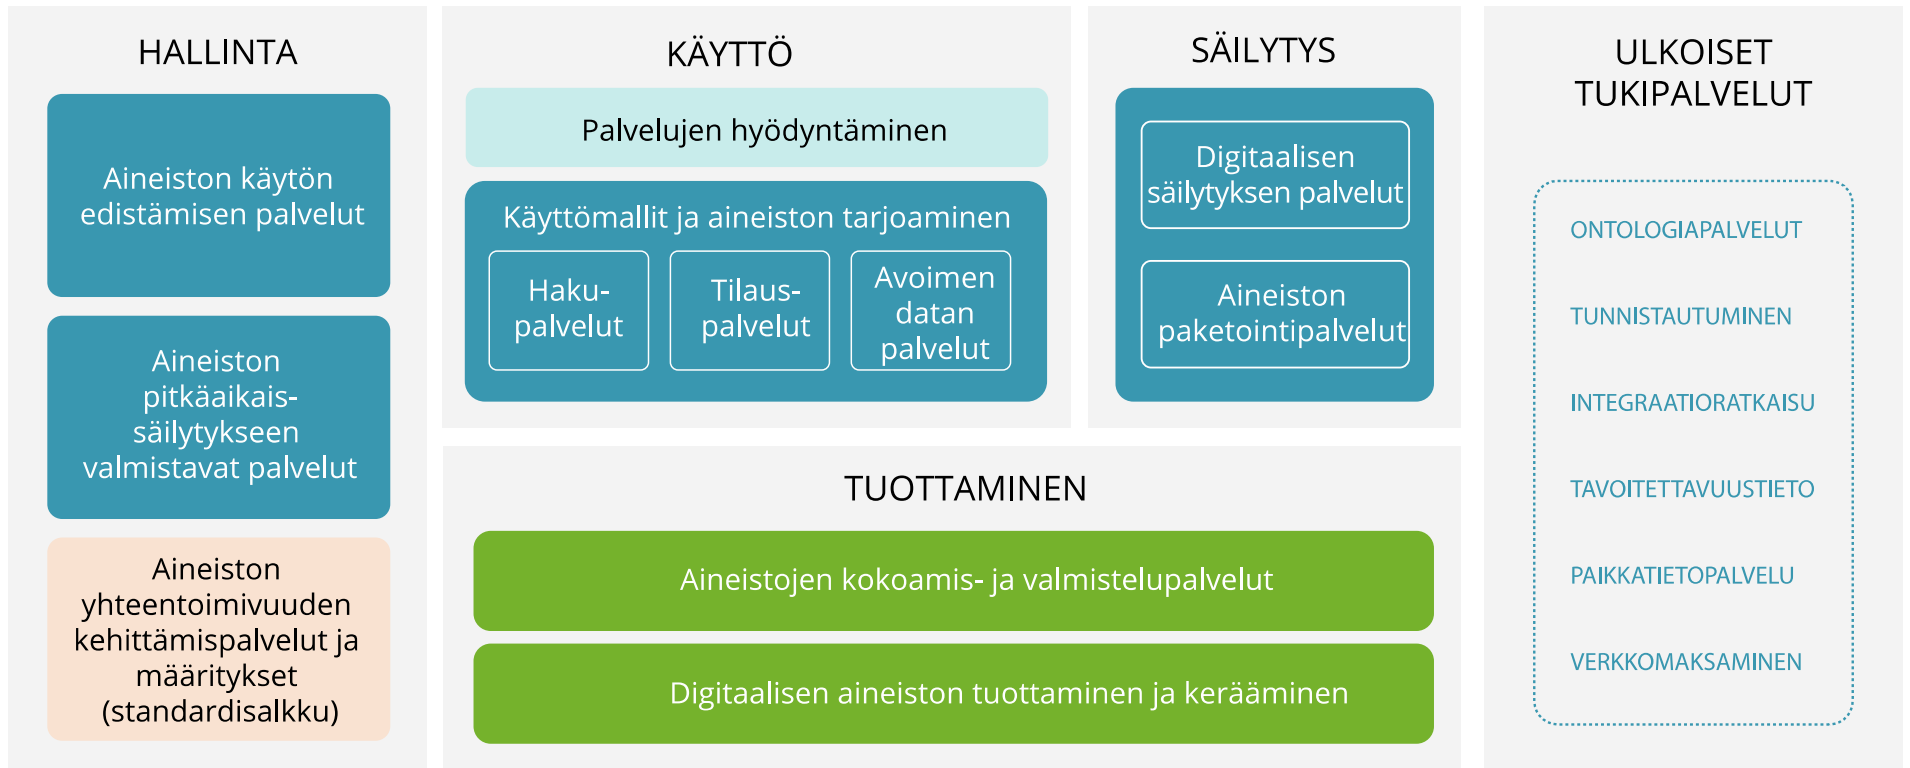 HALLINTA
Aineiston käytön
edistämisen palvelut
Aineiston
pitkäaikais-
säilytykseen
valmistavat palvelut
Aineiston
yhteentoimivuuden
kehittämispalvelut ja
määritykset
(standardisalkku)
KÄYTTÖ
Palvelujen hyödyntäminen
Käyttömallit ja aineiston tarjoaminen
Haku-
palvelut
Tilaus-
palvelut
Avoimen
datan
palvelut
SÄILYTYS
Digitaalisen
säilytyksen palvelut
Aineiston
paketointipalvelut
TUOTTAMINEN
Aineistojen kokoamis- ja valmistelupalvelut
Digitaalisen aineiston tuottaminen ja kerääminen
ULKOISET
TUKIPALVELUT
ONTOLOGIAPALVELUT
TUNNISTAUTUMINEN
INTEGRAATIORATKAISU
TAVOITETTAVUUSTIETO
PAIKKATIETOPALVELU
VERKKOMAKSAMINEN